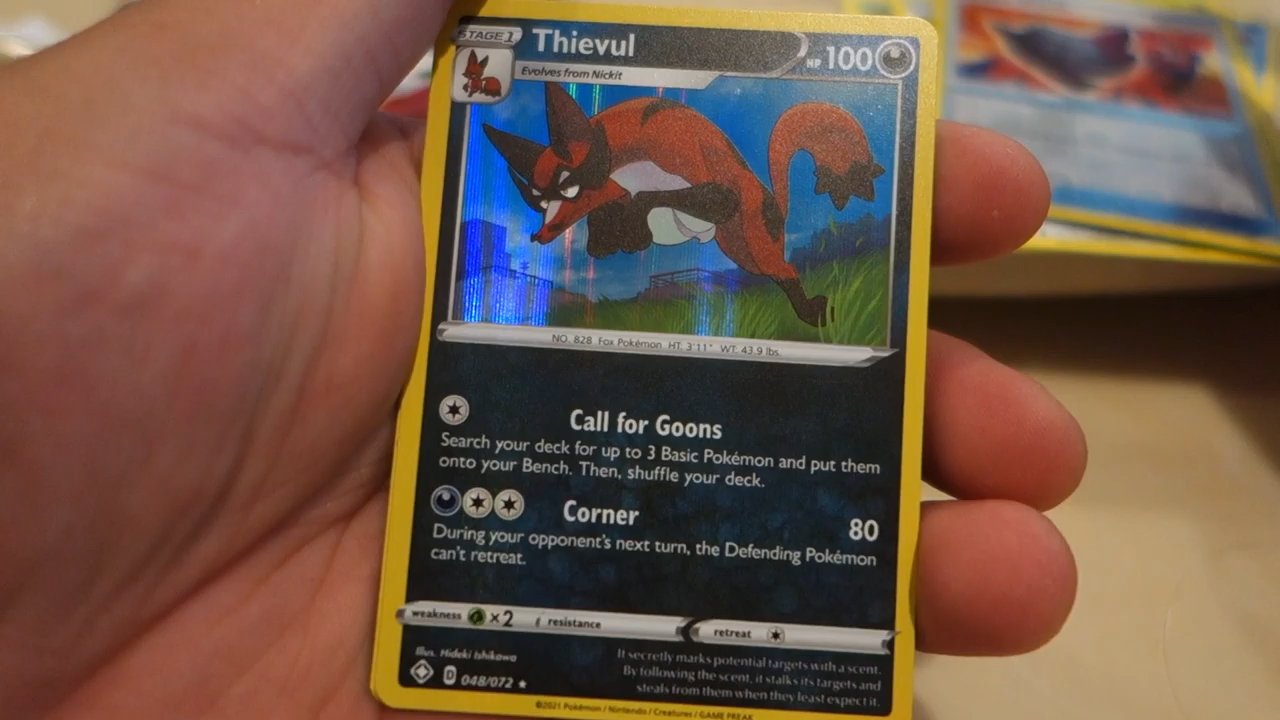 STAGE 1 Thievul HP 100
Evolves from Nickit
NO. 828 Fox Pokémon HT: 3'11" WT: 43.9 lbs.
Call for Goons
Search your deck for up to 3 Basic Pokémon and put them
onto your Bench. Then, shuffle your deck.
Corner 80
During your opponent's next turn, the Defending Pokémon
can't retreat.
weakness ×2 resistance retreat
Illus. Hideki Ishikawa
D 048/072
It secretly marks potential targets with a scent.
By following the scent, it stalks its targets and
steals from them when they least expect it.
©2021 Pokémon / Nintendo / Creatures / GAME FREAK